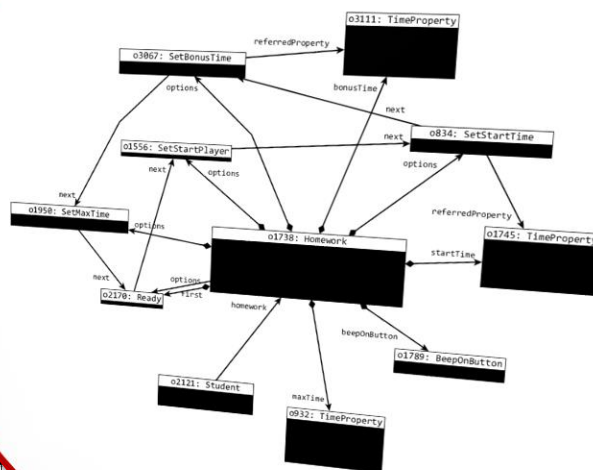 o3111: TimeProperty
referredProperty
o3067: SetBonusTime
options
bonusTime
next
o834: SetStartTime
next
o1556: SetStartPlayer
next
options
options
referredProperty
next
o1950: SetMaxTime
options
o1738: Homework
o1745: TimeProperty
startTime
next
options
first
o2170: Ready
homework
beepOnButton
o1789: BeepOnButton
o2121: Student
maxTime
o932: TimeProperty